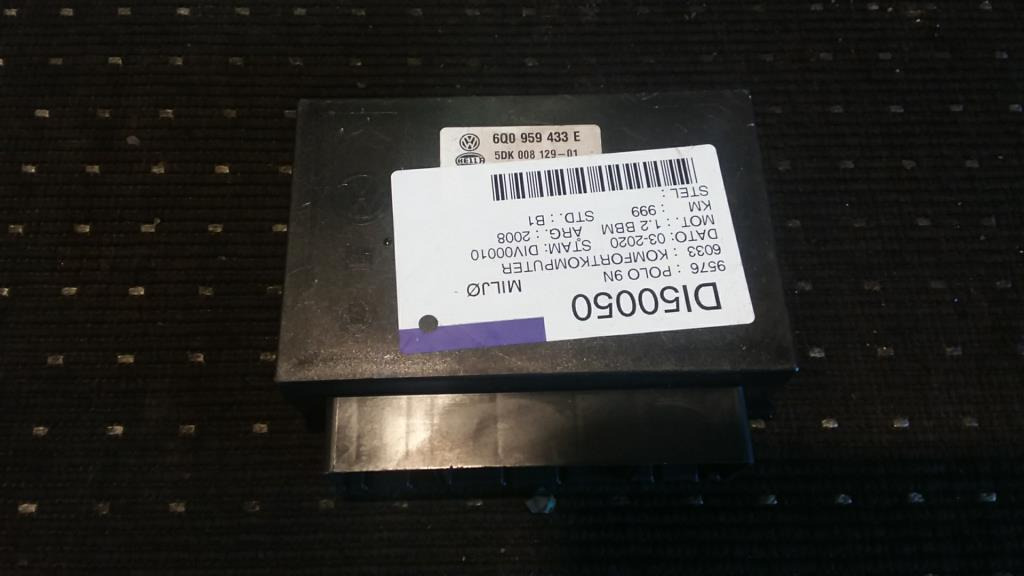 6Q0 959 433 E
5DK 008 129-01
HELLA
DI50050
MILJØ
9576 : POLO 9N
6033 : KOMFORTKOMPUTER
DATO: 03-2020 STAM: DIV00010
MOT. : 1.2 BBM ARG. : 2008
KM : 999 STD. : B1
STEL :